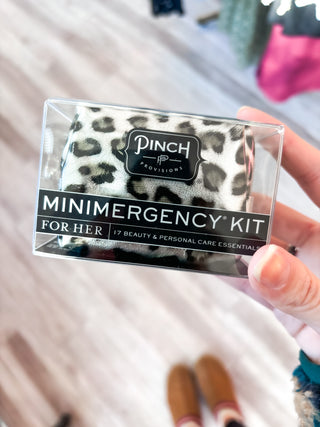 PINCH
PROVISIONS
MINIMERGENCY® KIT
FOR HER | 17 BEAUTY & PERSONAL CARE ESSENTIALS